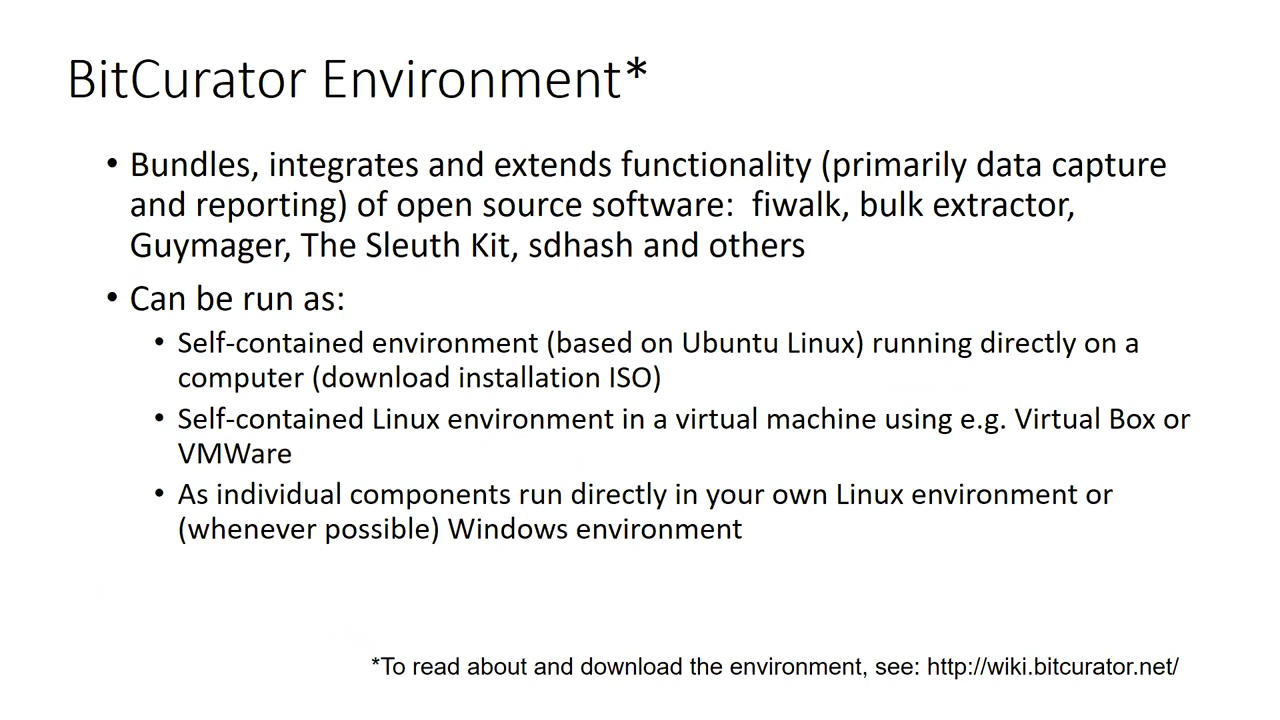 BitCurator Environment*
• Bundles, integrates and extends functionality (primarily data capture
and reporting) of open source software:  fiwalk, bulk extractor,
Guymager, The Sleuth Kit, sdhash and others
• Can be run as:
• Self-contained environment (based on Ubuntu Linux) running directly on a
computer (download installation ISO)
• Self-contained Linux environment in a virtual machine using e.g. Virtual Box or
VMWare
• As individual components run directly in your own Linux environment or
(whenever possible) Windows environment
*To read about and download the environment, see: http://wiki.bitcurator.net/